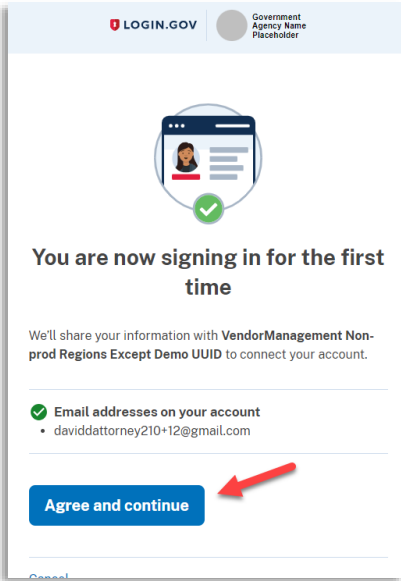 LOGIN.GOV
Government
Agency Name
Placeholder
You are now signing in for the first
time
We'll share your information with VendorManagement Non-
prod Regions Except Demo UUID to connect your account.
Email addresses on your account
• daviddattorney210+12@gmail.com
Agree and continue
Cancel